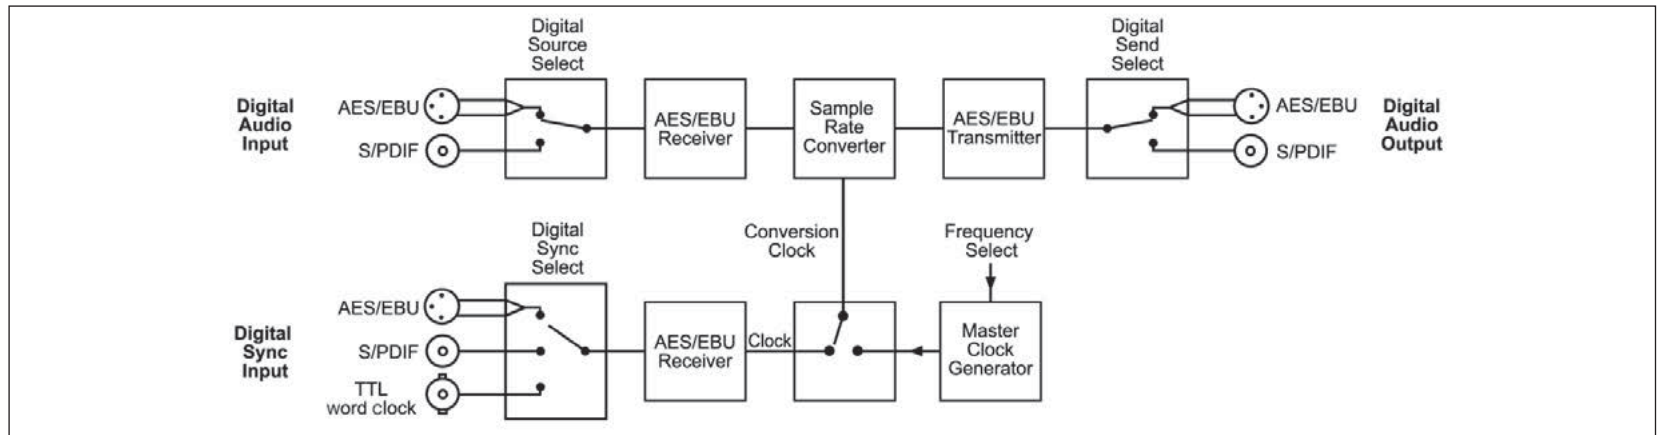 Digital
Source
Select
Digital
Send
Select
Digital
Audio
Input
AES/EBU
S/PDIF
AES/EBU
Receiver
Sample
Rate
Converter
AES/EBU
Transmitter
AES/EBU
S/PDIF
Digital
Audio
Output
Digital
Sync
Select
Conversion
Clock
Frequency
Select
Digital
Sync
Input
AES/EBU
S/PDIF
TTL
word clock
AES/EBU
Receiver
Clock
Master
Clock
Generator